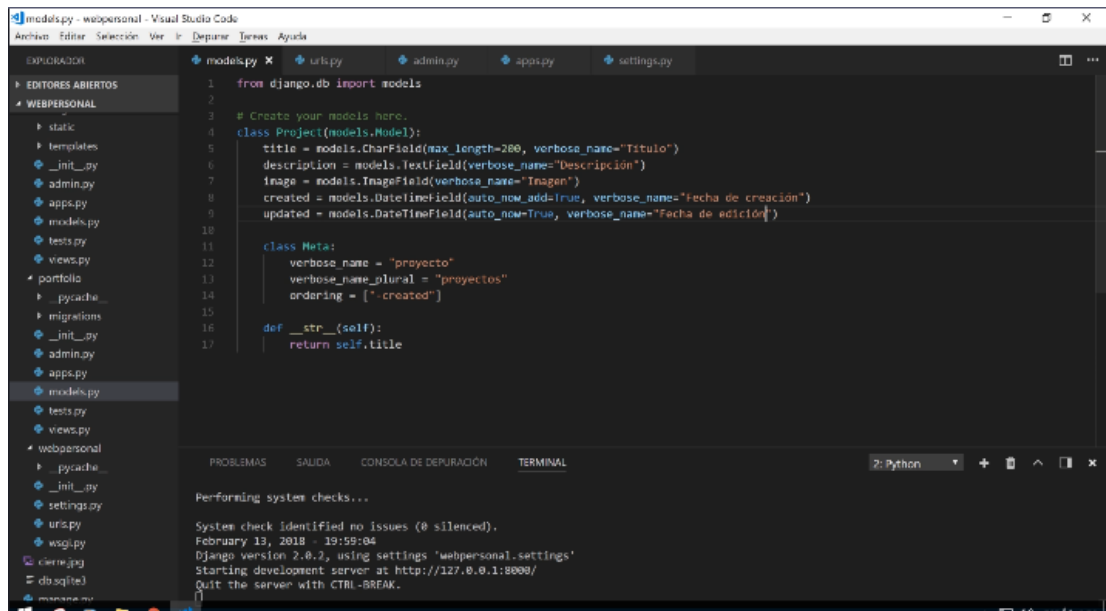 models.py - webpersonal - Visual Studio Code
Archivo Editar Selección Ver Ir Depurar Tareas Ayuda
EXPLORADOR
models.py urls.py admin.py apps.py settings.py
EDITORES ABIERTOS
WEBPERSONAL
static
templates
__init__.py
admin.py
apps.py
models.py
tests.py
views.py
portfolio
__pycache__
migrations
__init__.py
admin.py
apps.py
models.py
tests.py
views.py
webpersonal
__pycache__
__init__.py
settings.py
urls.py
wsgi.py
cierre.jpg
db.sqlite3
manage.py
1 from django.db import models
2
3 # Create your models here.
4 class Project(models.Model):
5 title = models.CharField(max_length=200, verbose_name="Título")
6 description = models.TextField(verbose_name="Descripción")
7 image = models.ImageField(verbose_name="Imagen")
8 created = models.DateTimeField(auto_now_add=True, verbose_name="Fecha de creación")
9 updated = models.DateTimeField(auto_now=True, verbose_name="Fecha de edición")
10
11 class Meta:
12 verbose_name = "proyecto"
13 verbose_name_plural = "proyectos"
14 ordering = ["-created"]
15
16 def __str__(self):
17 return self.title
PROBLEMAS SALIDA CONSOLA DE DEPURACIÓN TERMINAL 2: Python
Performing system checks...
System check identified no issues (0 silenced).
February 13, 2018 - 19:59:04
Django version 2.0.2, using settings 'webpersonal.settings'
Starting development server at http://127.0.0.1:8000/
Quit the server with CTRL-BREAK.